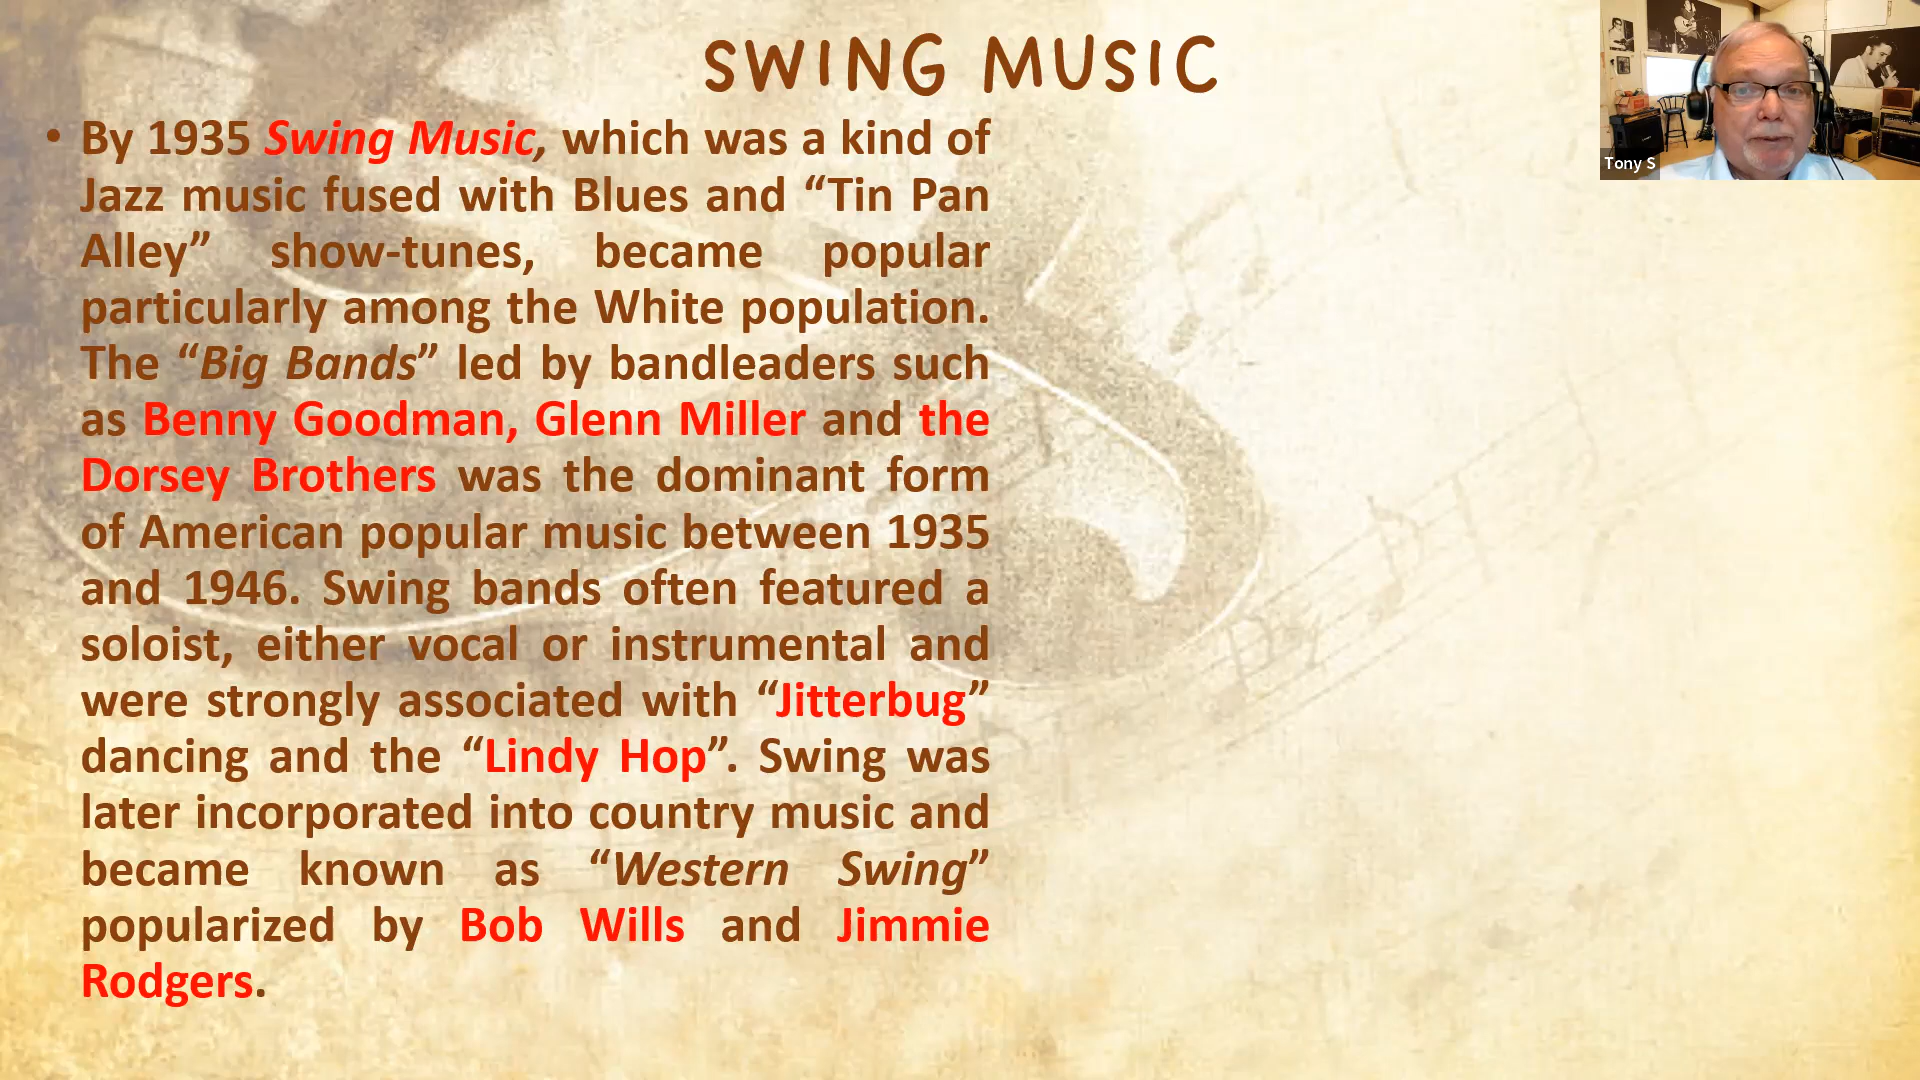 SWING MUSIC
• By 1935 Swing Music, which was a kind of
Jazz music fused with Blues and “Tin Pan
Alley” show-tunes, became popular
particularly among the White population.
The “Big Bands” led by bandleaders such
as Benny Goodman, Glenn Miller and the
Dorsey Brothers was the dominant form
of American popular music between 1935
and 1946. Swing bands often featured a
soloist, either vocal or instrumental and
were strongly associated with “Jitterbug”
dancing and the “Lindy Hop”. Swing was
later incorporated into country music and
became known as “Western Swing”
popularized by Bob Wills and Jimmie
Rodgers.
Tony S